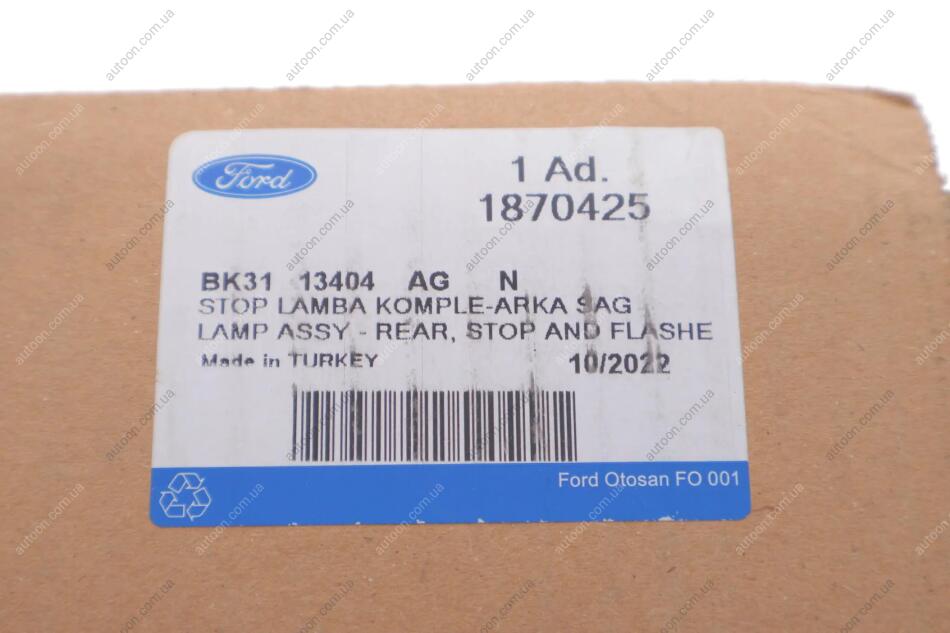 Ford
1 Ad.
1870425
BK31 13404 AG N
STOP LAMBA KOMPLE-ARKA SAG
LAMP ASSY - REAR, STOP AND FLASHE
Made in TURKEY
10/2022
Ford Otosan FO 001
autoon.com.ua